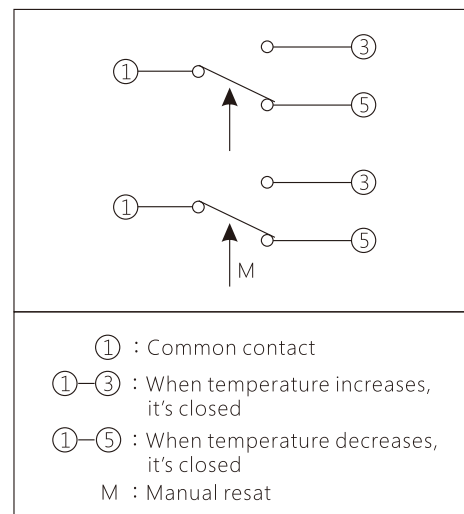 ① ③
⑤
① ③
⑤
M
① : Common contact
①—③ : When temperature increases,
it's closed
①—⑤ : When temperature decreases,
it's closed
M : Manual resat